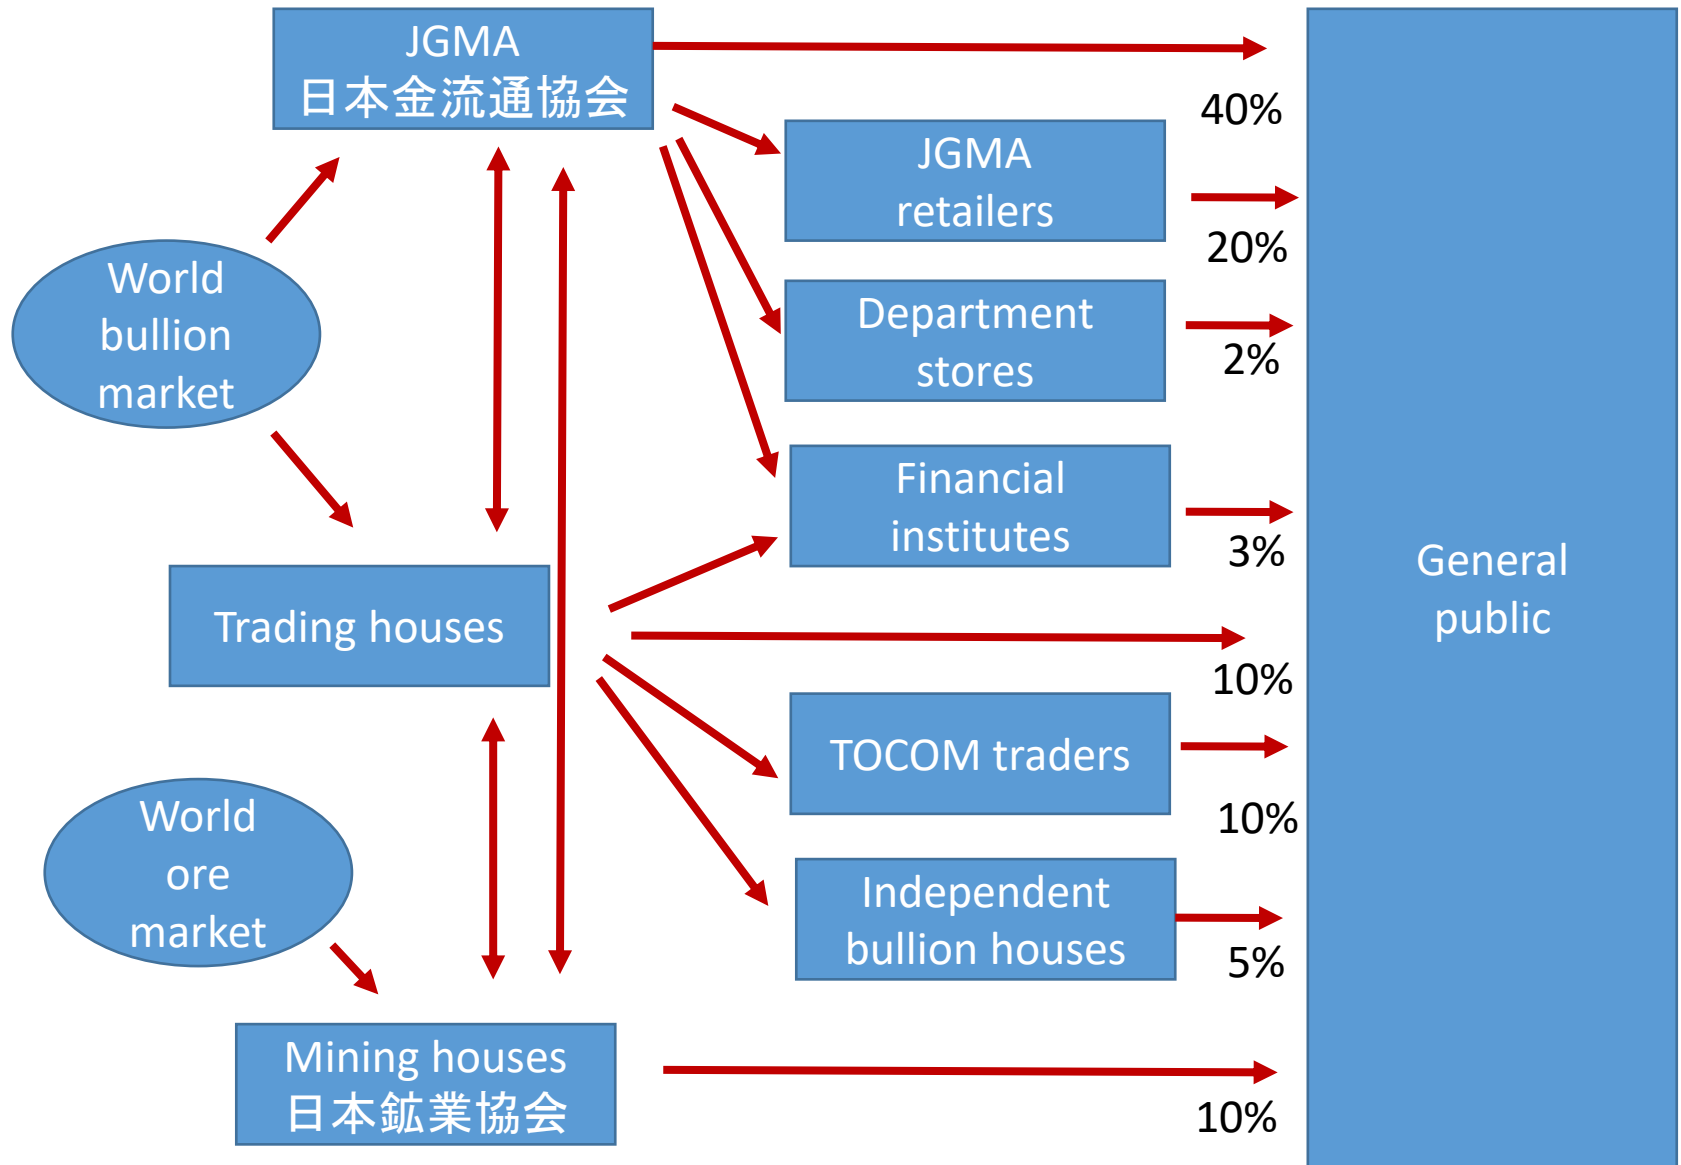 JGMA
日本金流通協会
40%
JGMA
retailers
20%
World
bullion
market
Department
stores
2%
Financial
institutes
3%
General
public
Trading houses
10%
TOCOM traders
10%
World
ore
market
Independent
bullion houses
5%
Mining houses
日本鉱業協会
10%